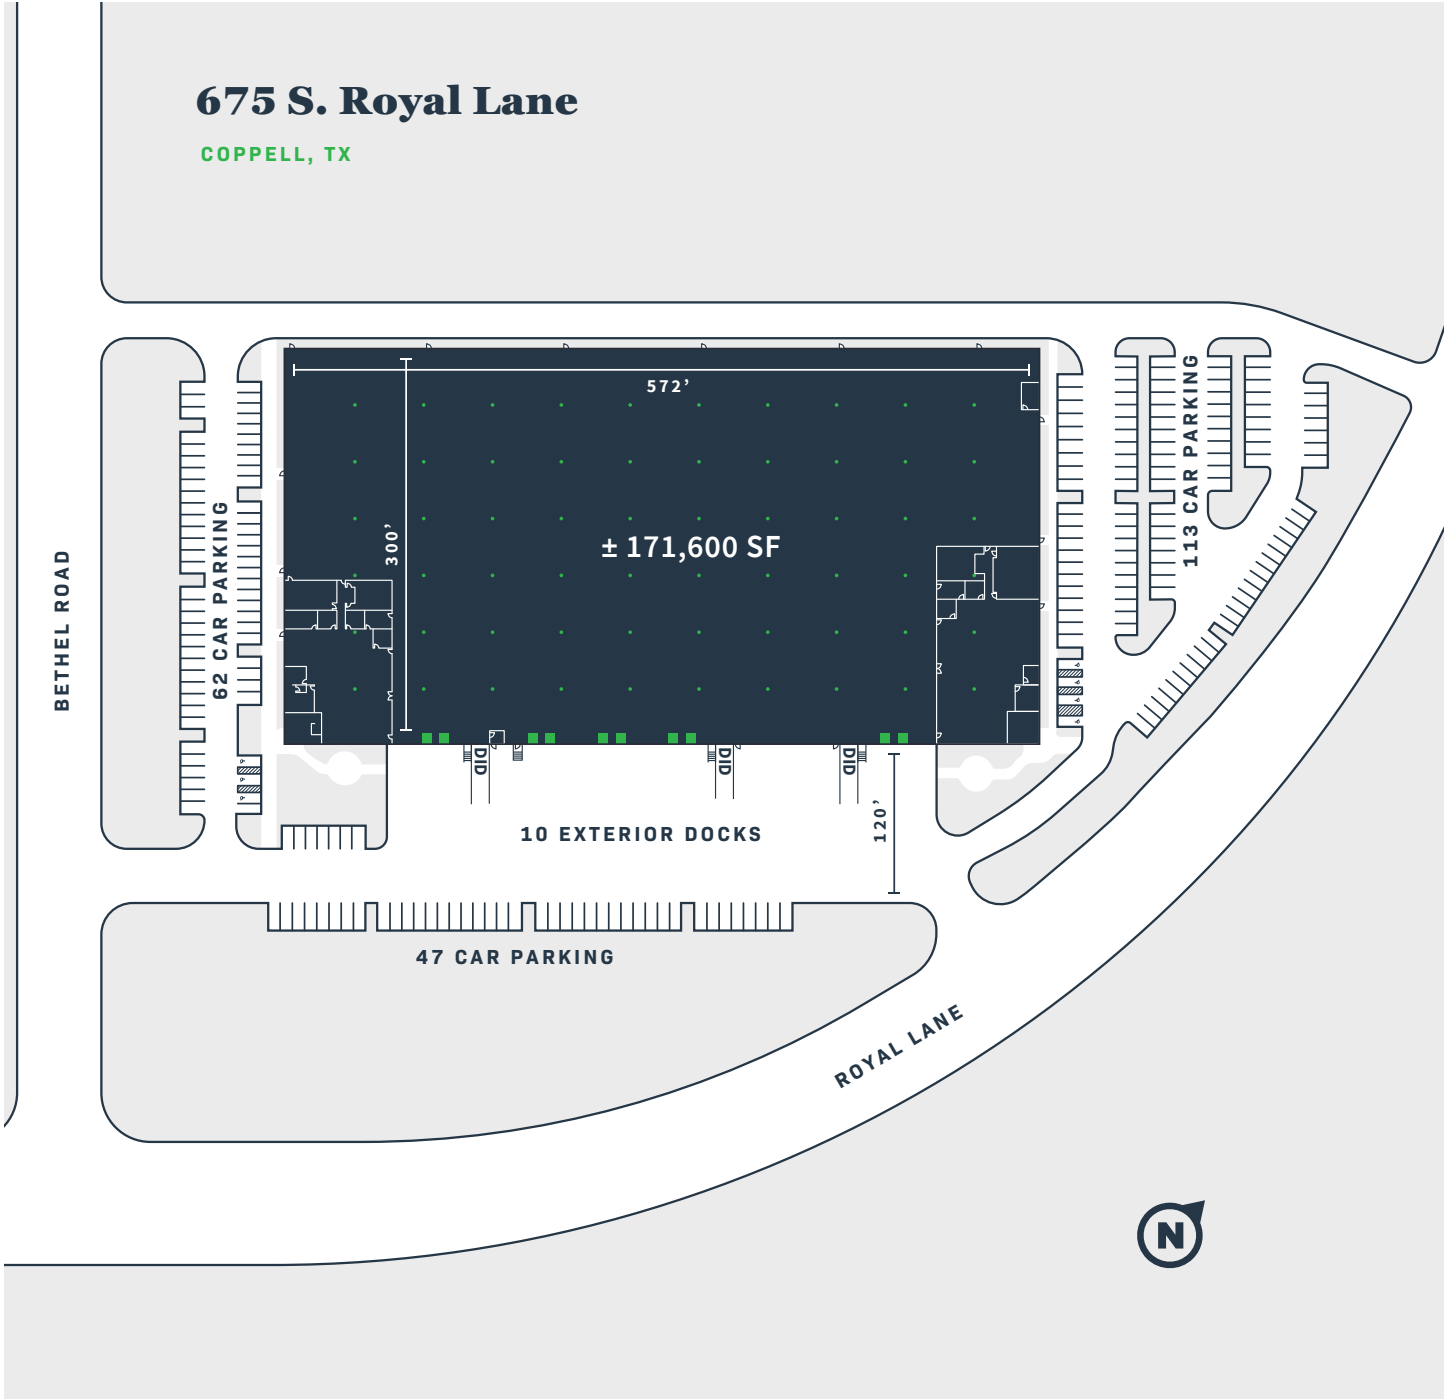 675 S. Royal Lane
COPPELL, TX
572’
300’
± 171,600 SF
BETHEL ROAD
62 CAR PARKING
113 CAR PARKING
DID
DID
DID
10 EXTERIOR DOCKS
120’
47 CAR PARKING
ROYAL LANE
N